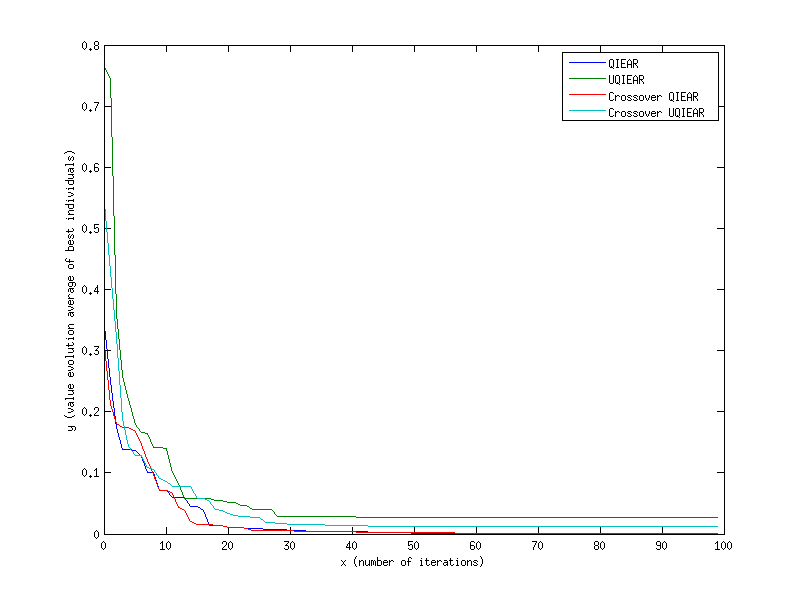 0.8
0.7
0.6
0.5
0.4
0.3
0.2
0.1
0
y (value evolution average of best individuals)
QIEAR
UQIEAR
Crossover QIEAR
Crossover UQIEAR
0 10 20 30 40 50 60 70 80 90 100
x (number of iterations)